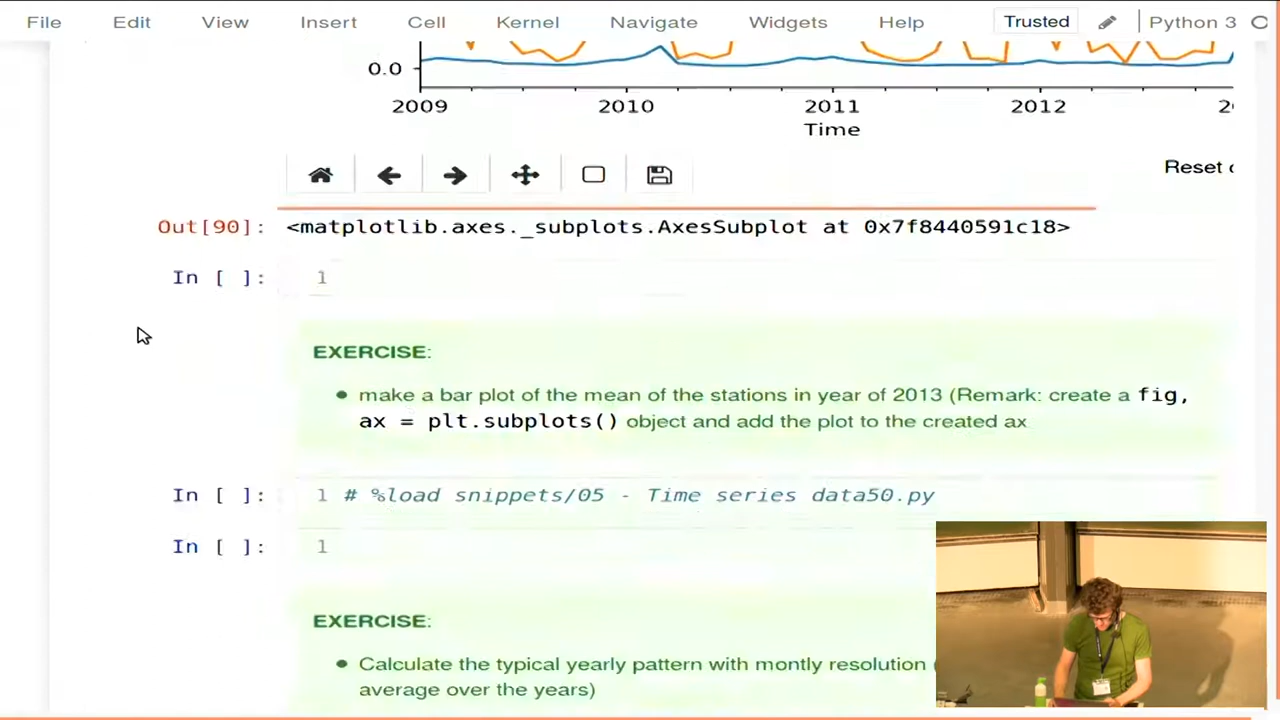 File Edit View Insert Cell Kernel Navigate Widgets Help Trusted Python 3
0.0
2009 2010 2011 2012
Time
Reset
Out[90]: <matplotlib.axes._subplots.AxesSubplot at 0x7f8440591c18>
In [ ]: 1
EXERCISE:
• make a bar plot of the mean of the stations in year of 2013 (Remark: create a fig,
ax = plt.subplots() object and add the plot to the created ax
In [ ]: 1 # %load snippets/05 - Time series data50.py
In [ ]: 1
EXERCISE:
• Calculate the typical yearly pattern with montly resolution
average over the years)